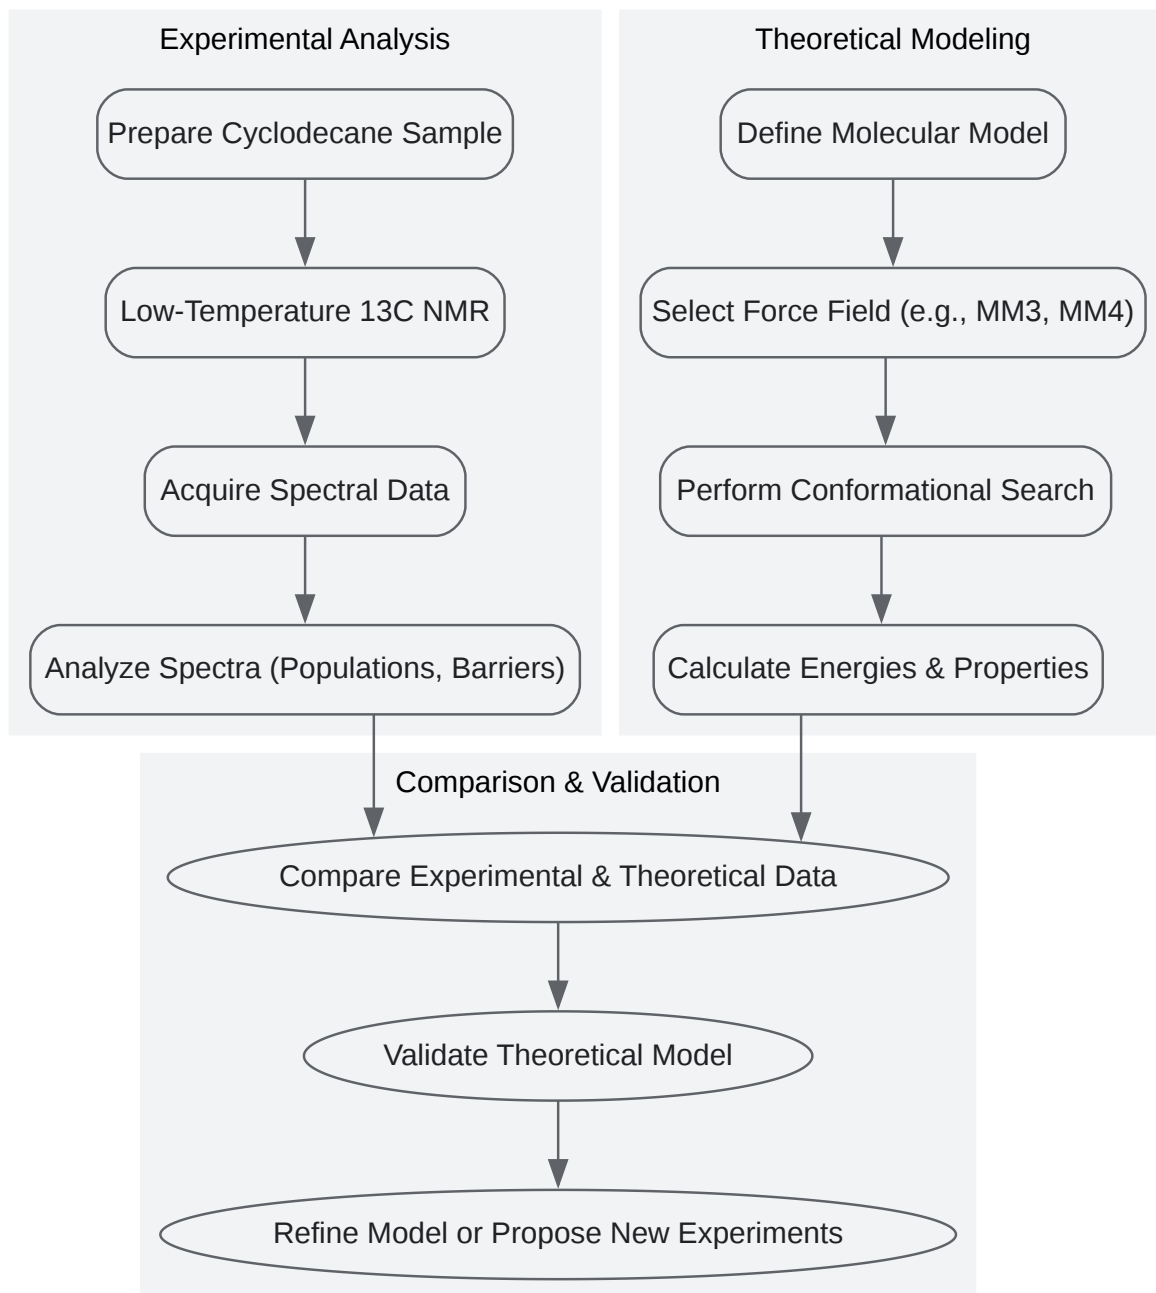 Experimental Analysis
Prepare Cyclodecane Sample
Low-Temperature 13C NMR
Acquire Spectral Data
Analyze Spectra (Populations, Barriers)
Theoretical Modeling
Define Molecular Model
Select Force Field (e.g., MM3, MM4)
Perform Conformational Search
Calculate Energies & Properties
Comparison & Validation
Compare Experimental & Theoretical Data
Validate Theoretical Model
Refine Model or Propose New Experiments